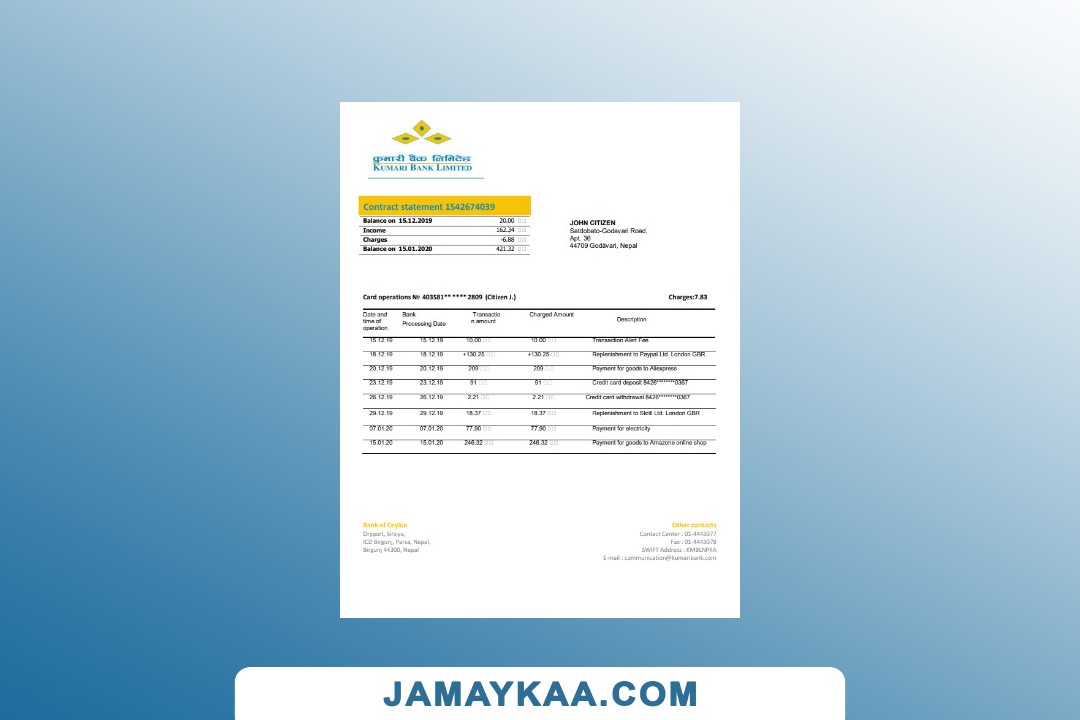 कुमारी बैंक लिमिटेड
KUMARI BANK LIMITED
Contract statement 1542674039
Balance on 15.12.2019 20.00
Income 162.34
Charges -6.88
Balance on 15.01.2020 421.32
JOHN CITIZEN
Satdobato-Godavari Road,
Apt. 36
44709 Godāvari, Nepal
Card operations № 403581** **** 2809 (Citizen J.) Charges:7.83
Date and time of operation Bank Processing Date Transactio n amount Charged Amount Description
15.12.19 15.12.19 10.00 10.00 Transaction Alert Fee
18.12.19 18.12.19 +130.25 +130.25 Replenishment to Paypal Ltd. London GBR
20.12.19 20.12.19 209 209 Payment for goods to Aliexpress
23.12.19 23.12.19 91 91 Credit card deposit 8426********0367
26.12.19 26.12.19 2.21 2.21 Credit card withdrawal 8426********0367
29.12.19 29.12.19 18.37 18.37 Replenishment to Skrill Ltd. London GBR
07.01.20 07.01.20 77.90 77.90 Payment for electricity
15.01.20 15.01.20 246.32 246.32 Payment for goods to Amazone online shop
Bank of Ceylon
Dryport, Sirsiya,
ICD Birgunj, Parsa, Nepal,
Birgunj 44300, Nepal
Other contacts
Contact Center : 01-4443077
Fax : 01-4443078
SWIFT Address : KMBLNPKA
E-mail : communication@kumaribank.com
JAMAYKAA.COM